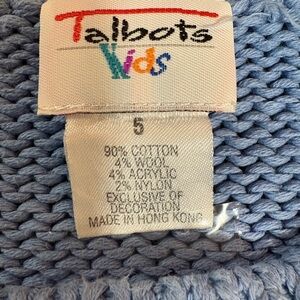 Talbots
Kids
5
90% COTTON
4% WOOL
4% ACRYLIC
2% NYLON
EXCLUSIVE OF
DECORATION
MADE IN HONG KONG